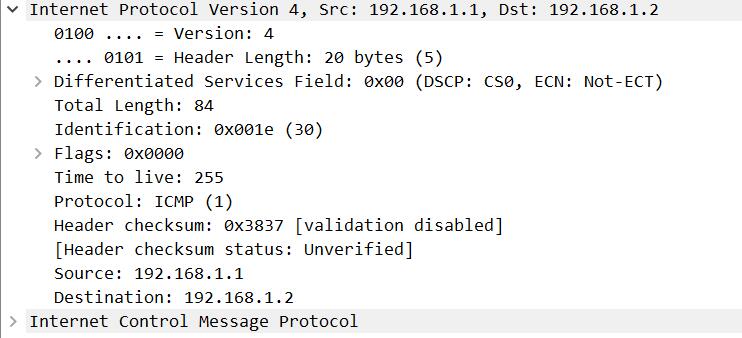 Internet Protocol Version 4, Src: 192.168.1.1, Dst: 192.168.1.2
0100 .... = Version: 4
.... 0101 = Header Length: 20 bytes (5)
Differentiated Services Field: 0x00 (DSCP: CS0, ECN: Not-ECT)
Total Length: 84
Identification: 0x001e (30)
Flags: 0x0000
Time to live: 255
Protocol: ICMP (1)
Header checksum: 0x3837 [validation disabled]
[Header checksum status: Unverified]
Source: 192.168.1.1
Destination: 192.168.1.2
Internet Control Message Protocol